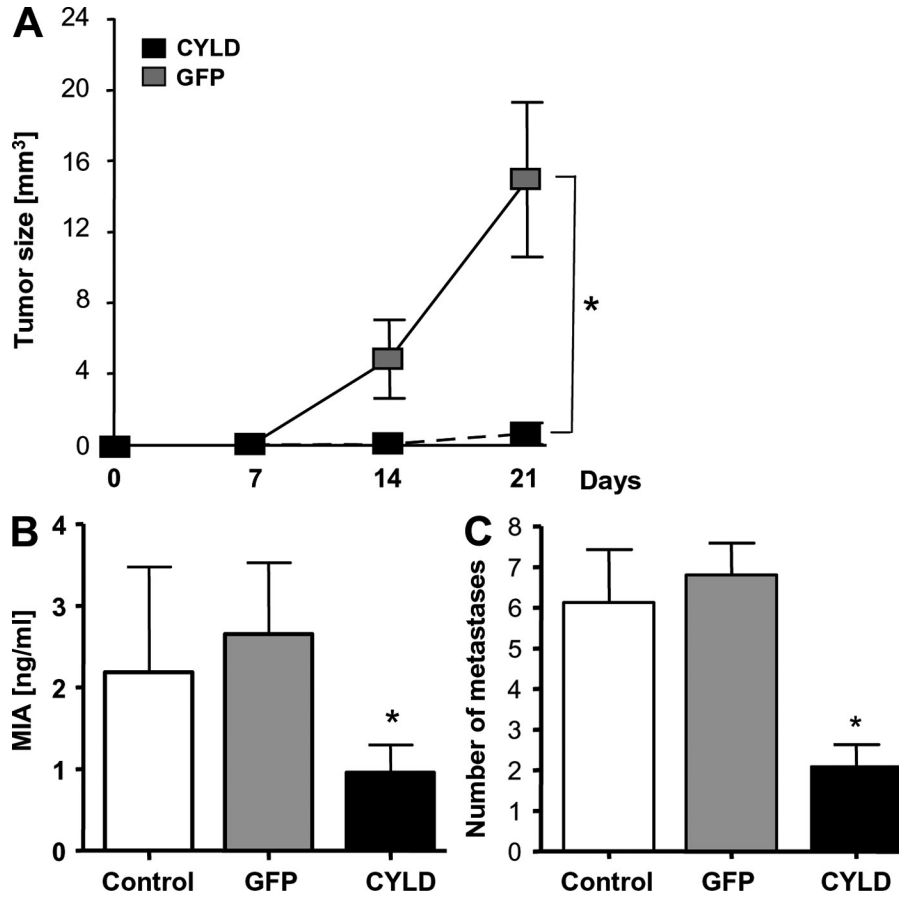 A
24
20
16
12
8
4
0
Tumor size [mm³]
CYLD
GFP
*
0 7 14 21 Days
B
4
3
2
1
0
MIA [ng/ml]
*
Control GFP CYLD
C
8
7
6
5
4
3
2
1
0
Number of metastases
*
Control GFP CYLD